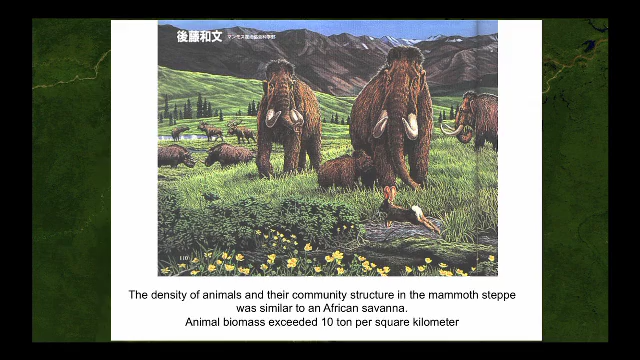 後藤和文
The density of animals and their community structure in the mammoth steppe
was similar to an African savanna.
Animal biomass exceeded 10 ton per square kilometer
110